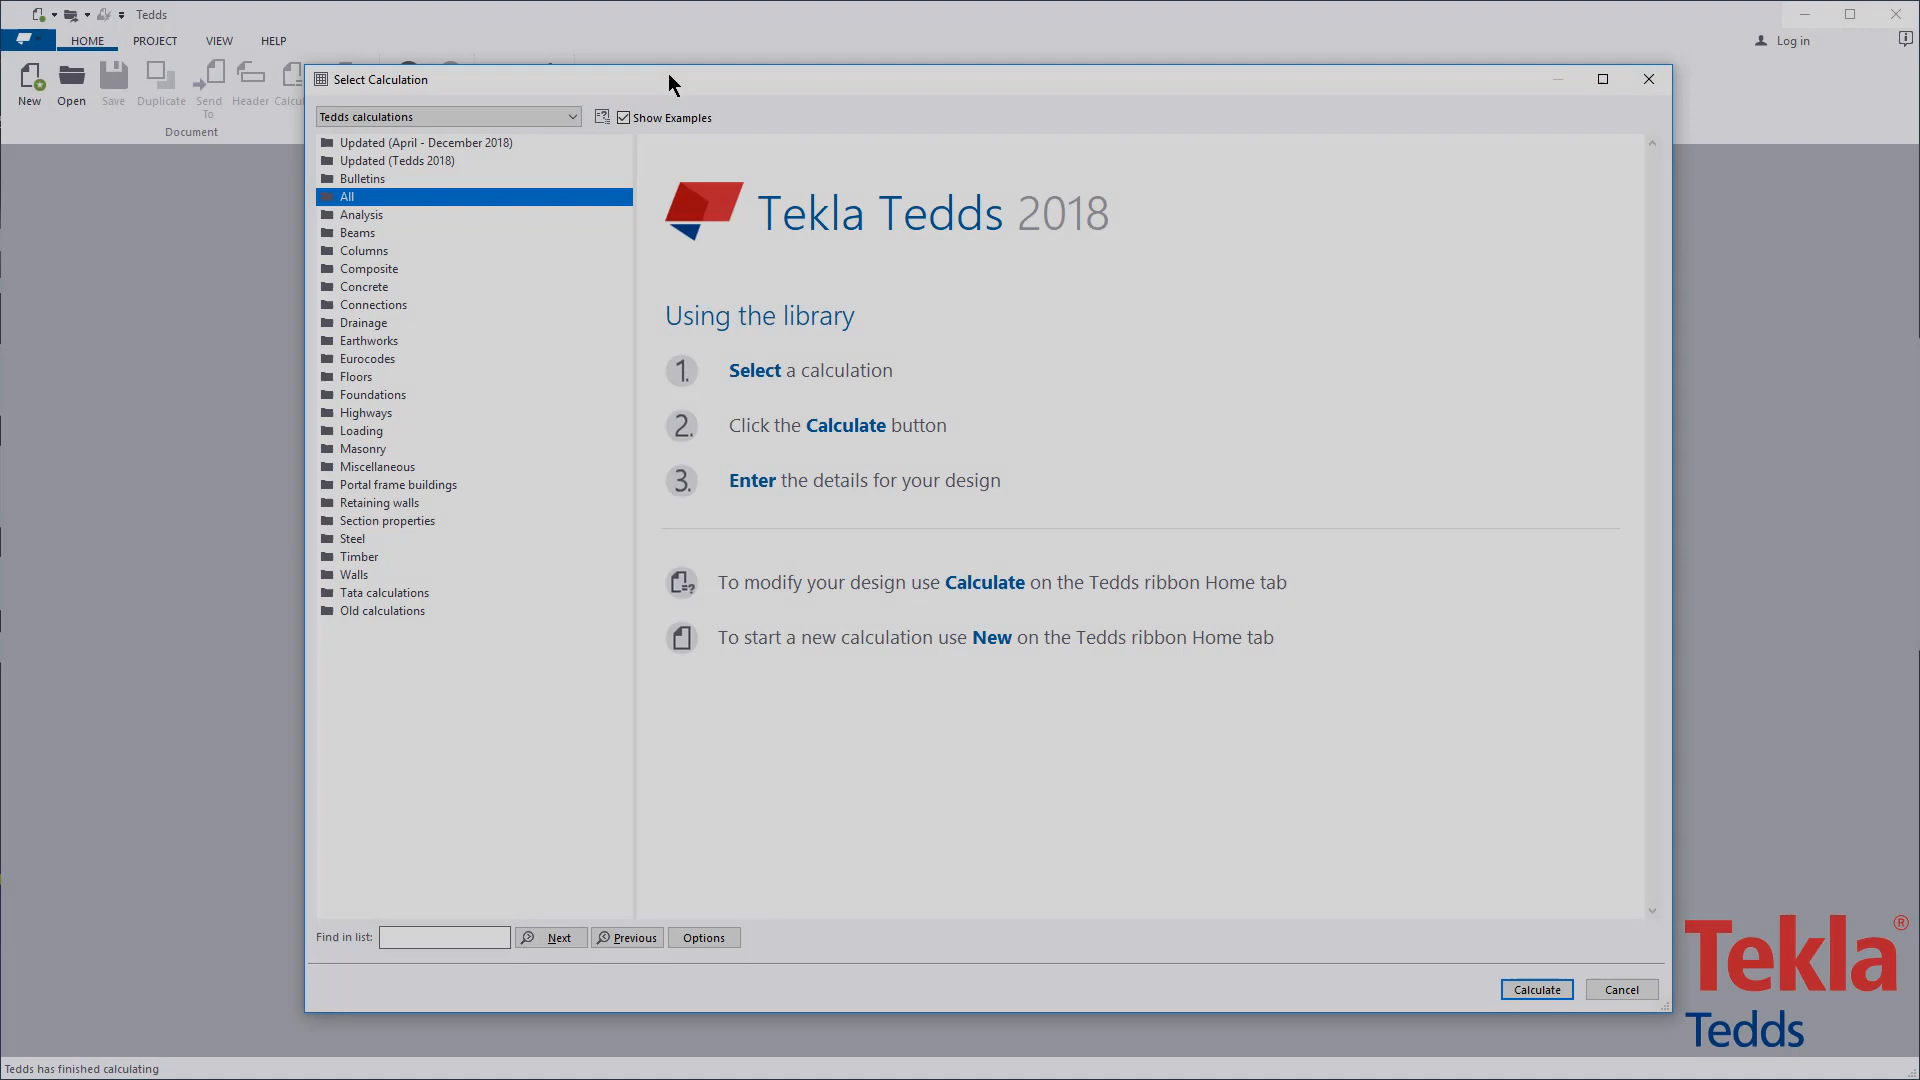 Tedds
HOME PROJECT VIEW HELP
Log in
New Open Save Duplicate Send To Header
Document
Select Calculation
Tedds calculations
Show Examples
Updated (April - December 2018)
Updated (Tedds 2018)
Bulletins
All
Analysis
Beams
Columns
Composite
Concrete
Connections
Drainage
Earthworks
Eurocodes
Floors
Foundations
Highways
Loading
Masonry
Miscellaneous
Portal frame buildings
Retaining walls
Section properties
Steel
Timber
Walls
Tata calculations
Old calculations
Tekla Tedds 2018
Using the library
1. Select a calculation
2. Click the Calculate button
3. Enter the details for your design
To modify your design use Calculate on the Tedds ribbon Home tab
To start a new calculation use New on the Tedds ribbon Home tab
Find in list: Next Previous Options
Calculate Cancel
Tekla®
Tedds
Tedds has finished calculating